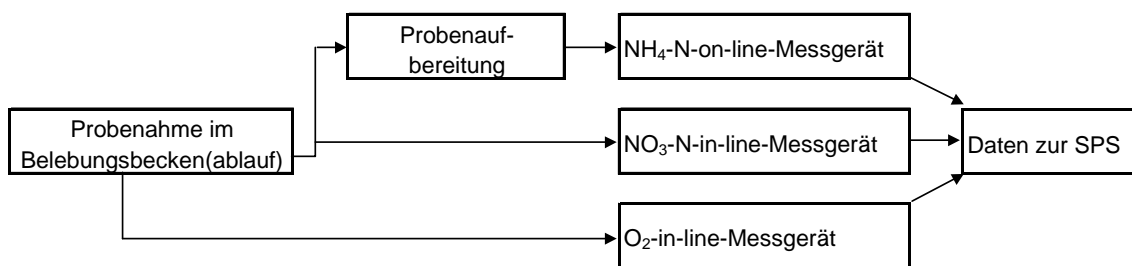 Probenauf-
bereitung
NH₄-N-on-line-Messgerät
Probenahme im
Belebungsbecken(ablauf)
NO₃-N-in-line-Messgerät
Daten zur SPS
O₂-in-line-Messgerät